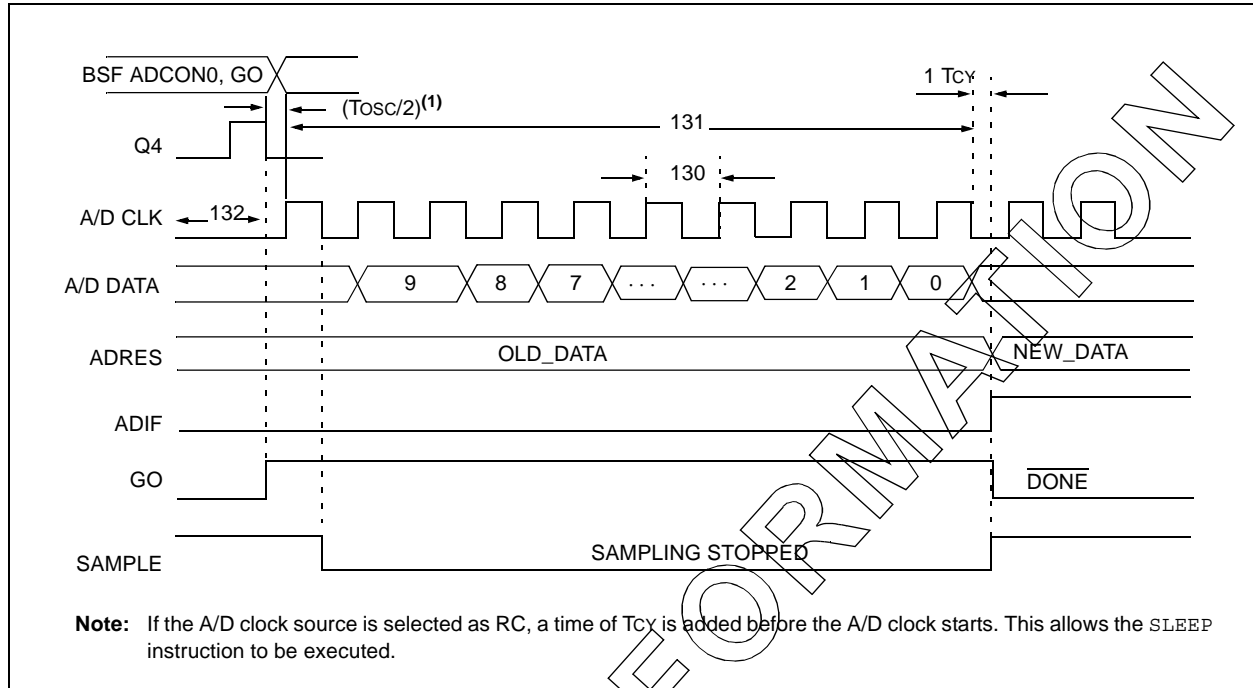 BSF ADCON0, GO
1 TCY
(TOSC/2)(1)
131
Q4
130
A/D CLK
132
A/D DATA
9 8 7 ... ... 2 1 0
ADRES
OLD_DATA
NEW_DATA
ADIF
GO
DONE
SAMPLE
SAMPLING STOPPED
Note: If the A/D clock source is selected as RC, a time of TCY is added before the A/D clock starts. This allows the SLEEP
instruction to be executed.
FORMATION